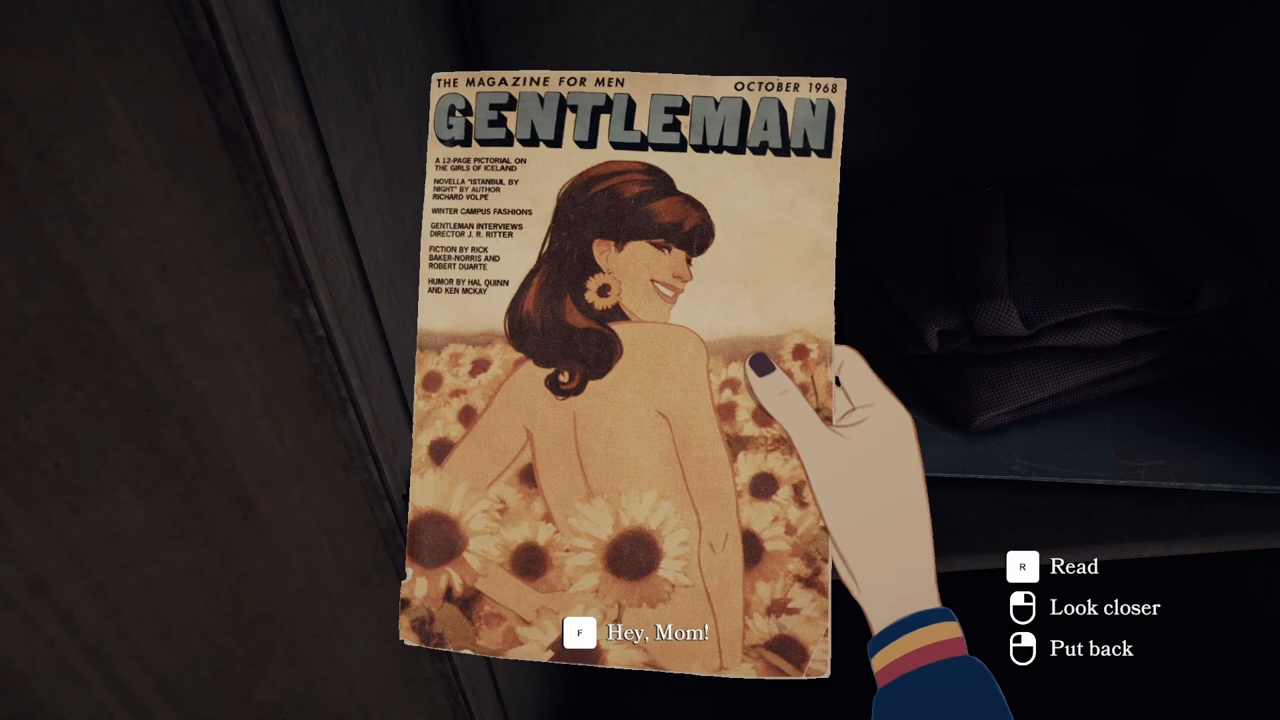 THE MAGAZINE FOR MEN
OCTOBER 1968
GENTLEMAN
A 12-PAGE PICTORIAL ON
THE GIRLS OF ICELAND
NOVELLA "ISTANBUL BY
NIGHT" BY AUTHOR
RICHARD VOLPE
WINTER CAMPUS FASHIONS
GENTLEMAN INTERVIEWS
DIRECTOR J. R. RITTER
FICTION BY RICK
BAKER-NORRIS AND
ROBERT DUARTE
HUMOR BY HAL QUINN
AND KEN MCKAY
F Hey, Mom!
R Read
Look closer
Put back